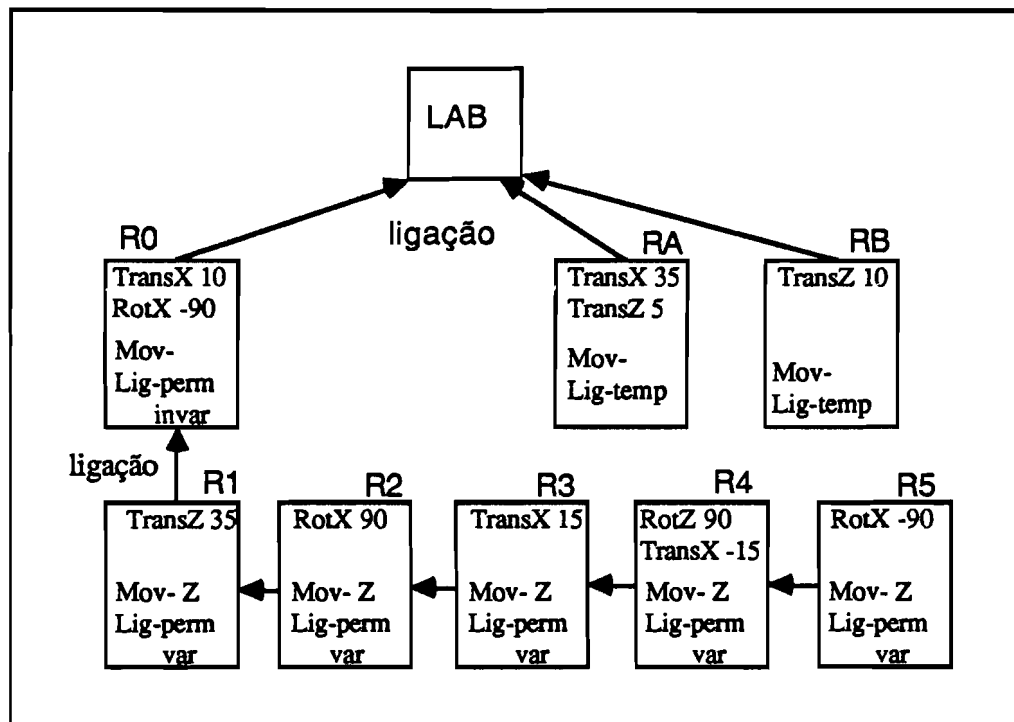 LAB
ligação
R0
TransX 10
RotX -90
Mov-
Lig-perm
invar
RA
TransX 35
TransZ 5
Mov-
Lig-temp
RB
TransZ 10
Mov-
Lig-temp
ligação
R1
TransZ 35
Mov- Z
Lig-perm
var
R2
RotX 90
Mov- Z
Lig-perm
var
R3
TransX 15
Mov- Z
Lig-perm
var
R4
RotZ 90
TransX -15
Mov- Z
Lig-perm
var
R5
RotX -90
Mov- Z
Lig-perm
var